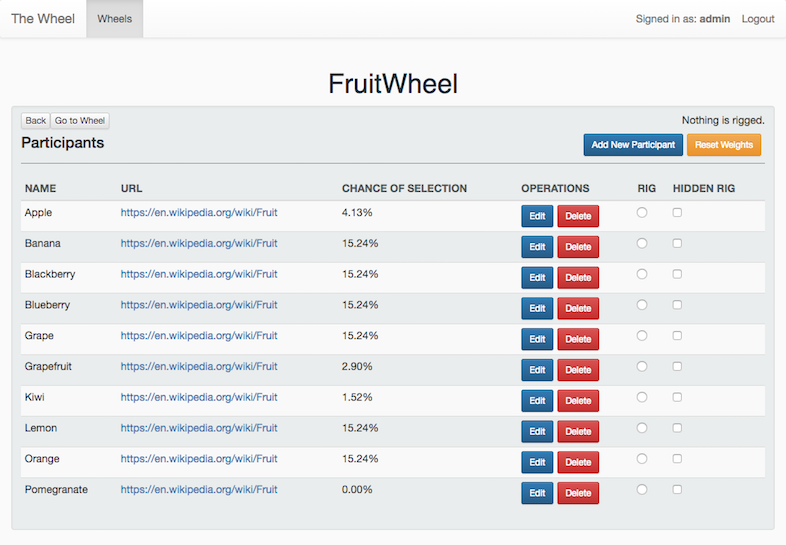 The Wheel Wheels Signed in as: admin Logout
FruitWheel
Back Go to Wheel Nothing is rigged.
Participants Add New Participant Reset Weights
NAME URL CHANCE OF SELECTION OPERATIONS RIG HIDDEN RIG
Apple https://en.wikipedia.org/wiki/Fruit 4.13% Edit Delete
Banana https://en.wikipedia.org/wiki/Fruit 15.24% Edit Delete
Blackberry https://en.wikipedia.org/wiki/Fruit 15.24% Edit Delete
Blueberry https://en.wikipedia.org/wiki/Fruit 15.24% Edit Delete
Grape https://en.wikipedia.org/wiki/Fruit 15.24% Edit Delete
Grapefruit https://en.wikipedia.org/wiki/Fruit 2.90% Edit Delete
Kiwi https://en.wikipedia.org/wiki/Fruit 1.52% Edit Delete
Lemon https://en.wikipedia.org/wiki/Fruit 15.24% Edit Delete
Orange https://en.wikipedia.org/wiki/Fruit 15.24% Edit Delete
Pomegranate https://en.wikipedia.org/wiki/Fruit 0.00% Edit Delete